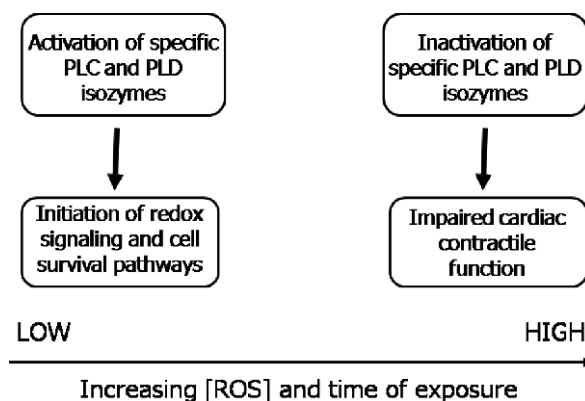 Activation of specific
PLC and PLD
isozymes
Inactivation of
specific PLC and PLD
isozymes
Initiation of redox
signaling and cell
survival pathways
Impaired cardiac
contractile
function
LOW
HIGH
Increasing [ROS] and time of exposure